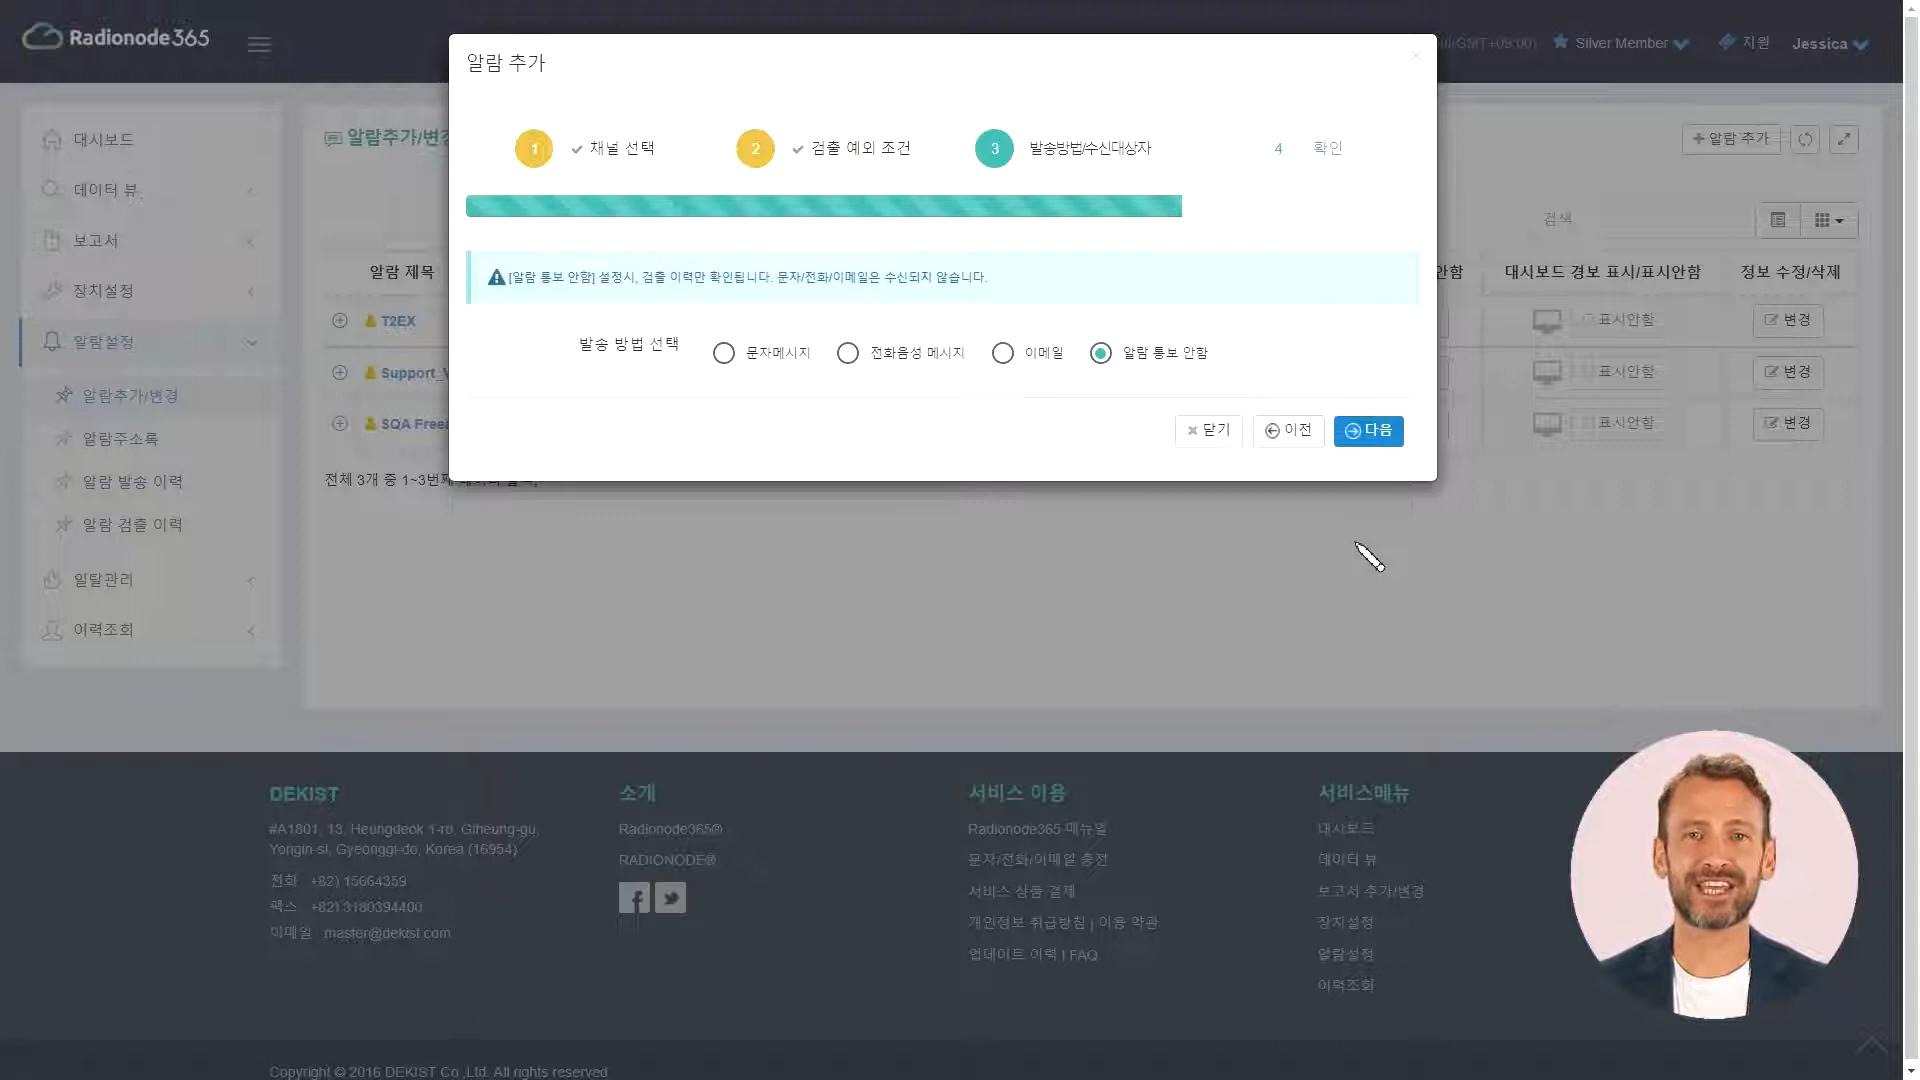 Radionode365
GMT+09:00)
Silver Member
지원
Jessica
알람 추가
1 채널 선택
2 검출 예외 조건
3 발송방법/수신대상자
4 확인
[알람 통보 안함] 설정시, 검출 이력만 확인됩니다. 문자/전화/이메일은 수신되지 않습니다.
발송 방법 선택
문자메시지
전화음성 메시지
이메일
알람 통보 안함
닫기
이전
다음
대시보드
데이터 뷰
보고서
장치설정
알람설정
알람추가/변경
알람주소록
알람 발송 이력
알람 검출 이력
일탈관리
이력조회
알람추가/변경
알람 추가
검색
알람 제목
안함
대시보드 경보 표시/표시안함
정보 수정/삭제
T2EX
표시안함
변경
Support_
표시안함
변경
SQA
표시안함
변경
전체 3개 중 1~3번째
DEKIST
#A1801, 13, Heungdeok 1-ro, Giheung-gu,
Yongin-si, Gyeonggi-do, Korea (16954)
전화 +82) 15664359
팩스 +82) 3180394400
이메일 master@dekist.com
소개
Radionode365®
RADIONODE®
서비스 이용
Radionode365 매뉴얼
문자/전화/이메일 충전
서비스 상품 결제
개인정보 취급방침 | 이용 약관
업데이트 이력 I FAQ
서비스메뉴
대시보드
데이터 뷰
보고서 추가/변경
장치설정
알람설정
이력조회
Copyright © 2016 DEKIST Co.,Ltd. All rights reserved